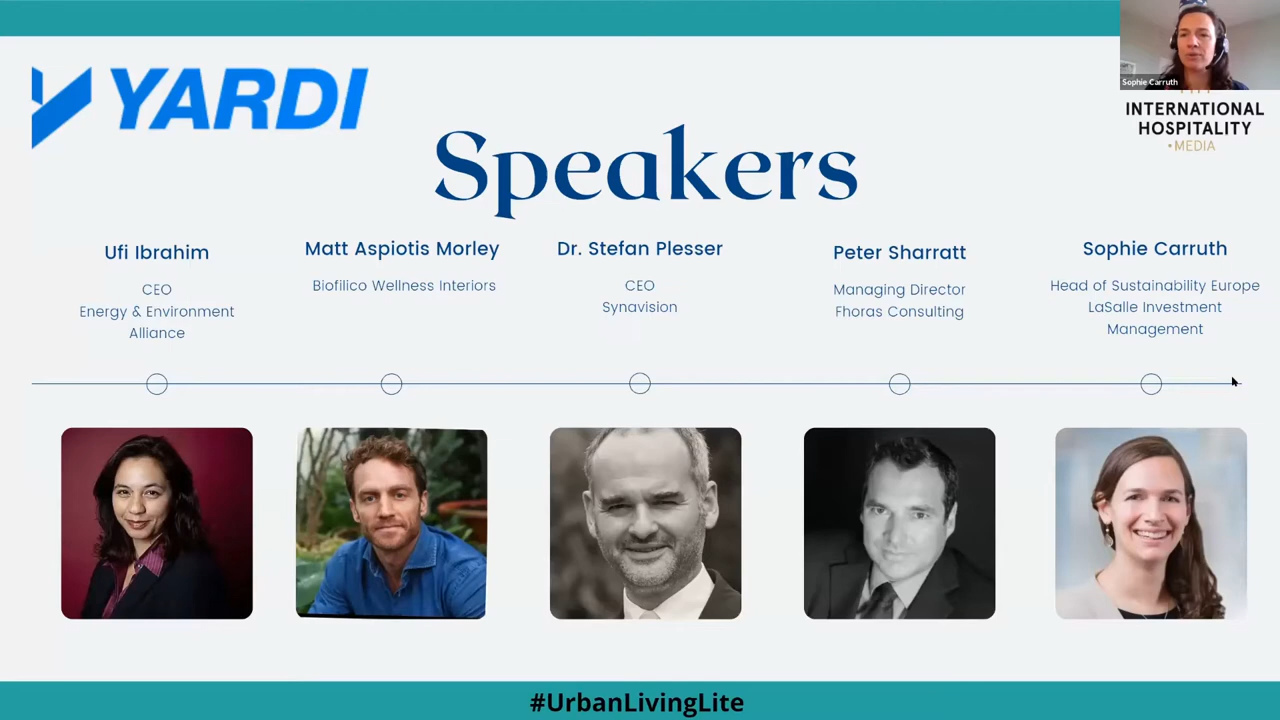 YARDI
Sophie Carruth
INTERNATIONAL
HOSPITALITY
•MEDIA
Speakers
Ufi Ibrahim
CEO
Energy & Environment
Alliance
Matt Aspiotis Morley
Biofilico Wellness Interiors
Dr. Stefan Plesser
CEO
Synavision
Peter Sharratt
Managing Director
Fhoras Consulting
Sophie Carruth
Head of Sustainability Europe
LaSalle Investment
Management
#UrbanLivingLite